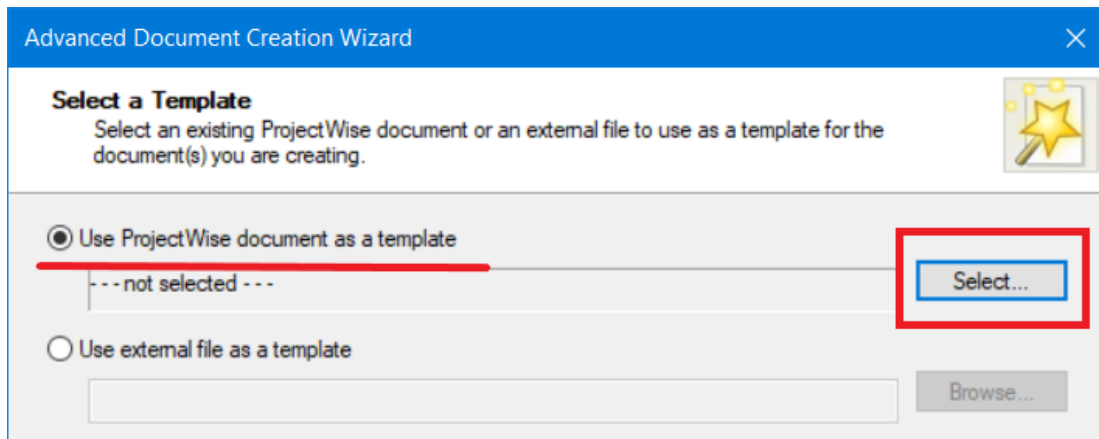 Advanced Document Creation Wizard
Select a Template
Select an existing ProjectWise document or an external file to use as a template for the
document(s) you are creating.
Use ProjectWise document as a template
- - - not selected - - -
Select...
Use external file as a template
Browse...